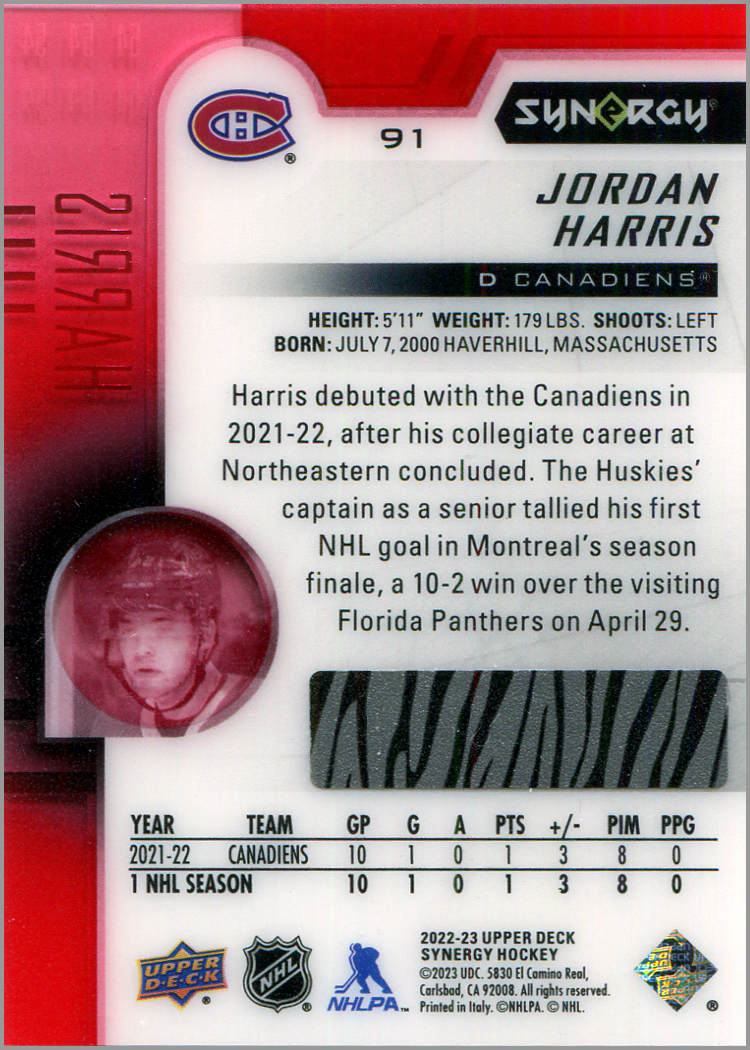 91
SYNERGY®
JORDAN
HARRIS
D CANADIENS®
HEIGHT: 5'11" WEIGHT: 179 LBS. SHOOTS: LEFT
BORN: JULY 7, 2000 HAVERHILL, MASSACHUSETTS
HARRIS
Harris debuted with the Canadiens in
2021-22, after his collegiate career at
Northeastern concluded. The Huskies'
captain as a senior tallied his first
NHL goal in Montreal's season
finale, a 10-2 win over the visiting
Florida Panthers on April 29.
YEAR TEAM GP G A PTS +/- PIM PPG
2021-22 CANADIENS 10 1 0 1 3 8 0
1 NHL SEASON 10 1 0 1 3 8 0
UPPER
D·E·C·K ®
NHL ®
NHLPA™
2022-23 UPPER DECK
SYNERGY HOCKEY
©2023 UDC. 5830 El Camino Real,
Carlsbad, CA 92008. All rights reserved.
Printed in Italy. ©NHLPA. © NHL.
®